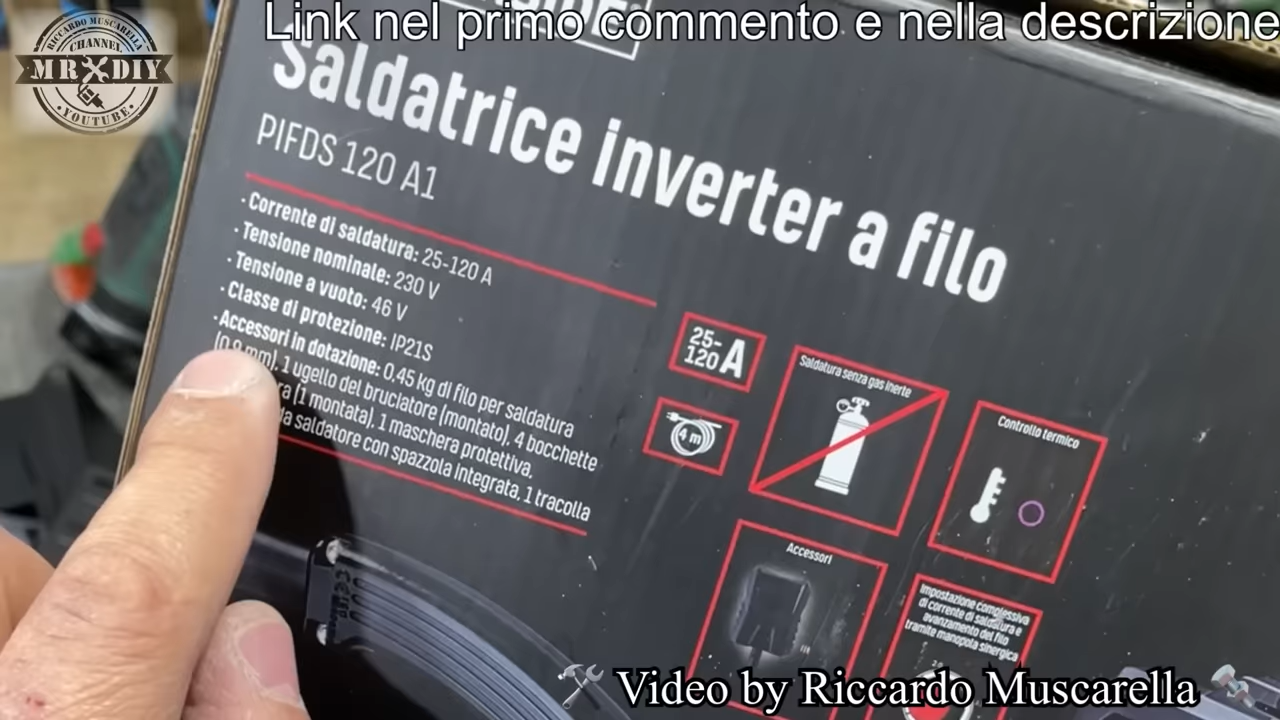 Link nel primo commento e nella descrizione
RICCARDO MUSCARELLA
CHANNEL
MR DIY
YOUTUBE
Saldatrice inverter a filo
PIFDS 120 A1
· Corrente di saldatura: 25-120 A
· Tensione nominale: 230 V
· Tensione a vuoto: 46 V
· Classe di protezione: IP21S
· Accessori in dotazione: 0.45 kg di filo per saldatura
(0.9 mm), 1 ugello del bruciatore (montato), 4 bocchette
(1 montata), 1 maschera protettiva,
saldatore con spazzola integrata, 1 tracolla
25-
120 A
4 m
Saldatura senza gas inerte
Controllo termico
Accessori
Impostazione complessiva
di corrente di saldatura e
avanzamento del filo
tramite manopola sinergica
Video by Riccardo Muscarella